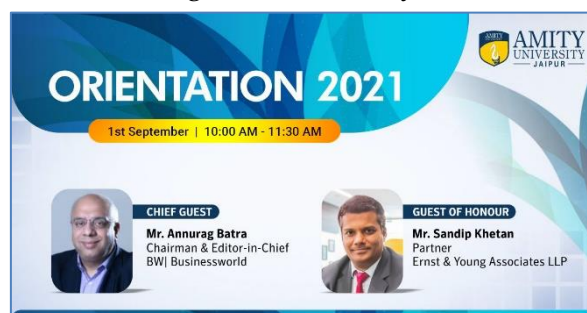 AMITY
UNIVERSITY
JAIPUR
ORIENTATION 2021
1st September | 10:00 AM - 11:30 AM
CHIEF GUEST
Mr. Annurag Batra
Chairman & Editor-in-Chief
BW| Businessworld
GUEST OF HONOUR
Mr. Sandip Khetan
Partner
Ernst & Young Associates LLP